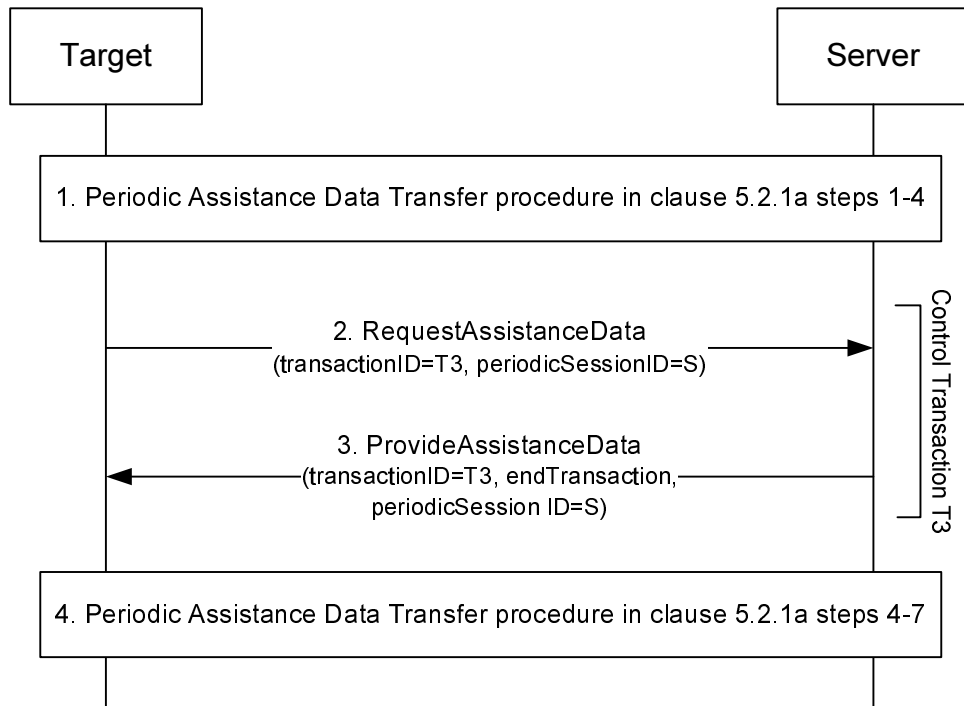 Target
Server
1. Periodic Assistance Data Transfer procedure in clause 5.2.1a steps 1-4
2. RequestAssistanceData
(transactionID=T3, periodicSessionID=S)
3. ProvideAssistanceData
(transactionID=T3, endTransaction,
periodicSession ID=S)
Control Transaction T3
4. Periodic Assistance Data Transfer procedure in clause 5.2.1a steps 4-7